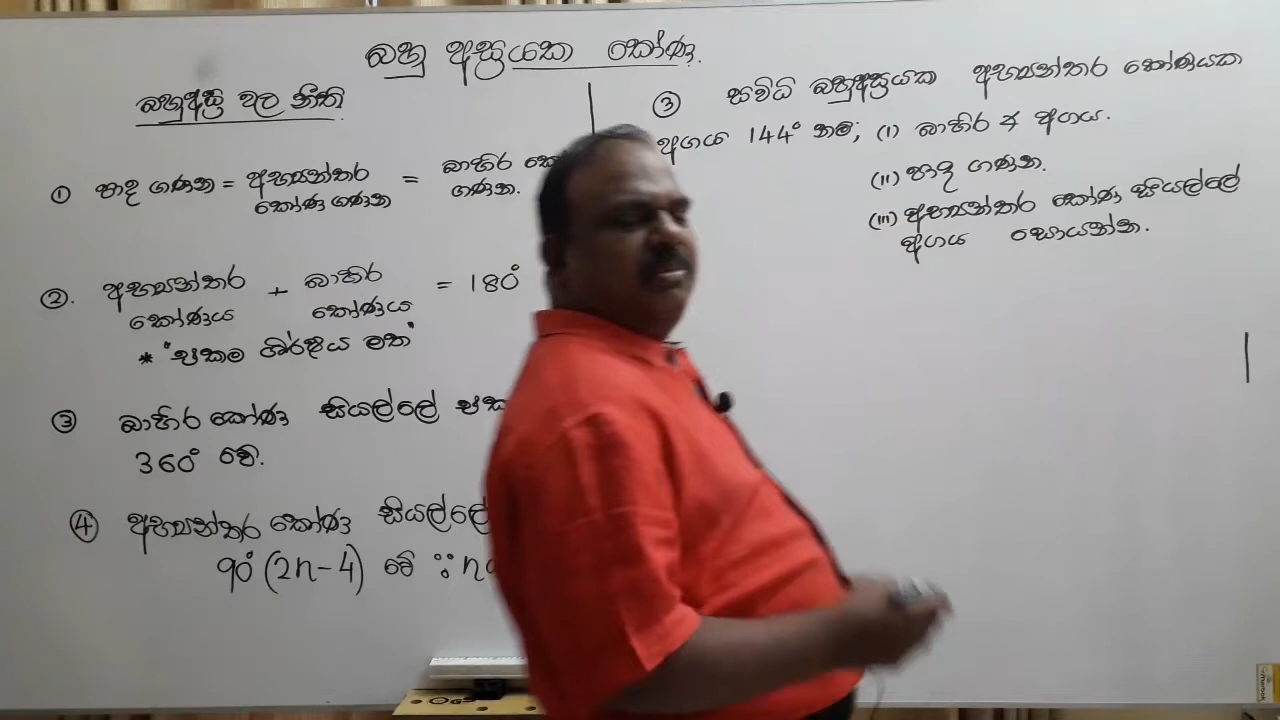 බහු අස්‍රයක කෝණ.
බහුඅස්‍ර වල නීති
① පාද ගණන = අභ්‍යන්තර කෝණ ගණන = බාහිර ගණන.
②. අභ්‍යන්තර කෝණය + බාහිර කෝණය = 180°
* "එකම ශීර්ෂය මත"
③ බාහිර කෝණ සියල්ලේ
360° වේ.
④ අභ්‍යන්තර කෝණ සියල්ලේ
90° (2n-4) වේ ∵ n
③ සවිධි බහුඅස්‍රයක අභ්‍යන්තර කෝණයක
අගය 144° නම්; (I) බාහිර ∢ අගය.
(II) පාද ගණන.
(III) අභ්‍යන්තර කෝණ සියල්ලේ
අගය සොයන්න.